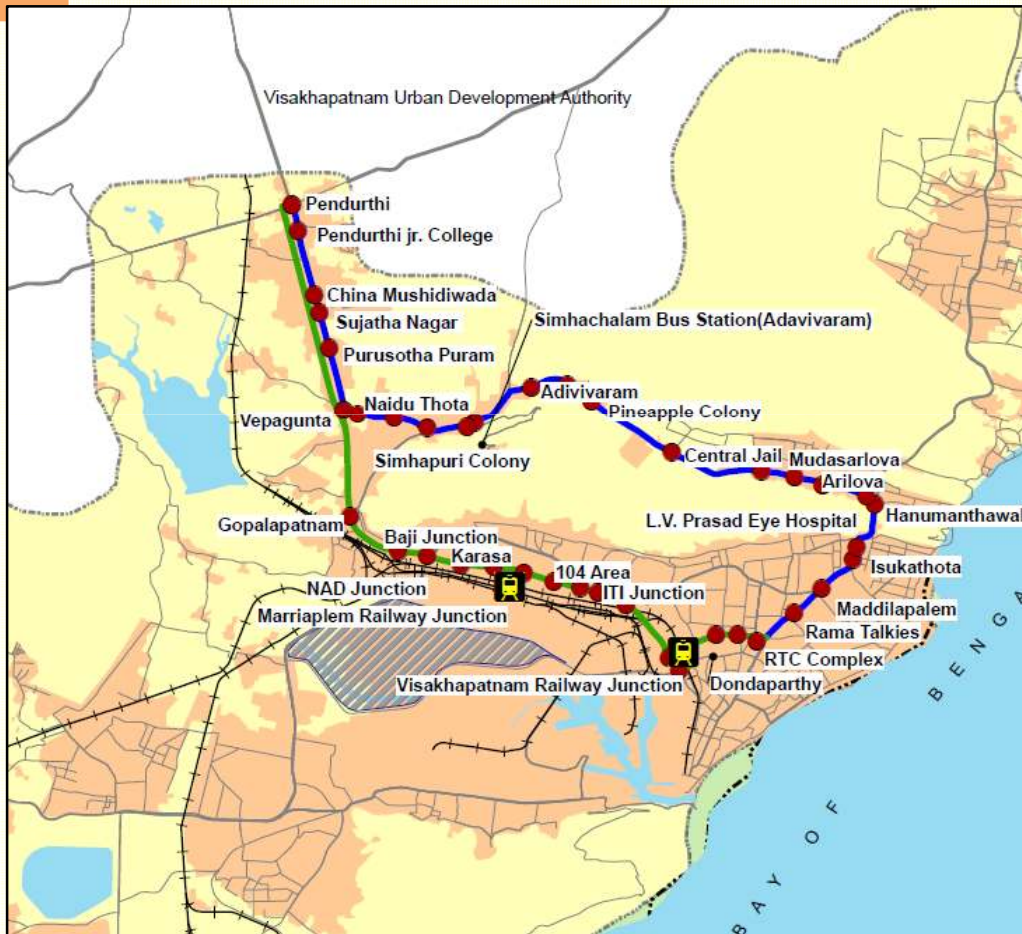 Visakhapatnam Urban Development Authority
Pendurthi
Pendurthi jr. College
China Mushidiwada
Sujatha Nagar
Simhachalam Bus Station(Adavivaram)
Purusotha Puram
Adivivaram
Naidu Thota
Pineapple Colony
Vepagunta
Simhapuri Colony
Central Jail
Mudasarlova
Arilova
Hanumanthawal
L.V. Prasad Eye Hospital
Gopalapatnam
Baji Junction
Karasa
Isukathota
104 Area
NAD Junction
ITI Junction
Maddilapalem
Marriaplem Railway Junction
Rama Talkies
RTC Complex
Visakhapatnam Railway Junction
Dondaparthy
BAY OF BENGA